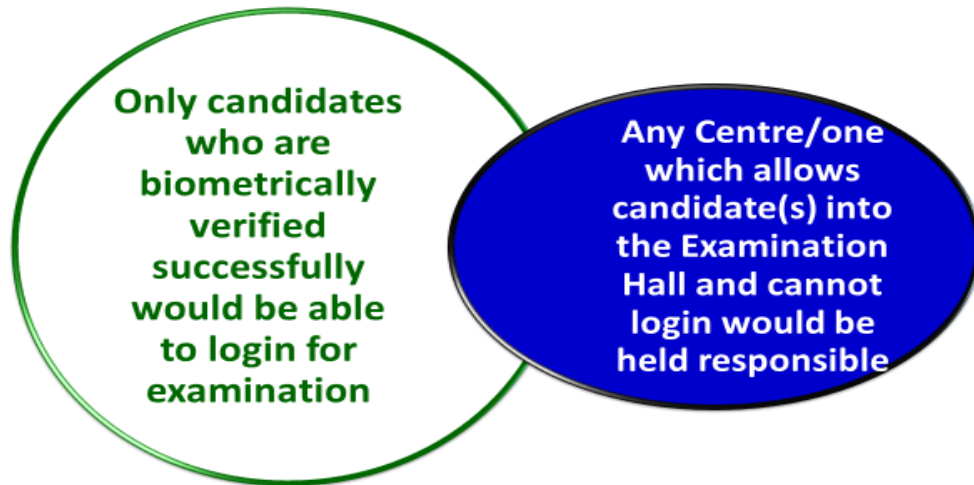 Only candidates
who are
biometrically
verified
successfully
would be able
to login for
examination
Any Centre/one
which allows
candidate(s) into
the Examination
Hall and cannot
login would be
held responsible